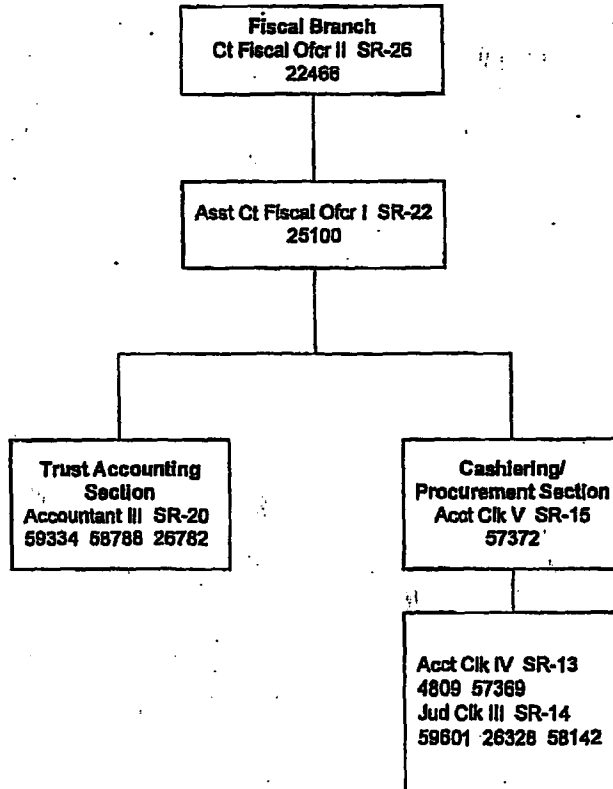 Fiscal Branch
Ct Fiscal Ofcr II SR-26
22466
Asst Ct Fiscal Ofcr I SR-22
25100
Trust Accounting
Section
Accountant III SR-20
59334 58788 26782
Cashiering/
Procurement Section
Acct Clk V SR-15
57372
Acct Clk IV SR-13
4809 57369
Jud Clk III SR-14
59601 26328 58142